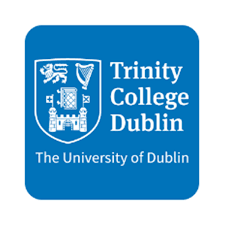 Trinity
College
Dublin
The University of Dublin